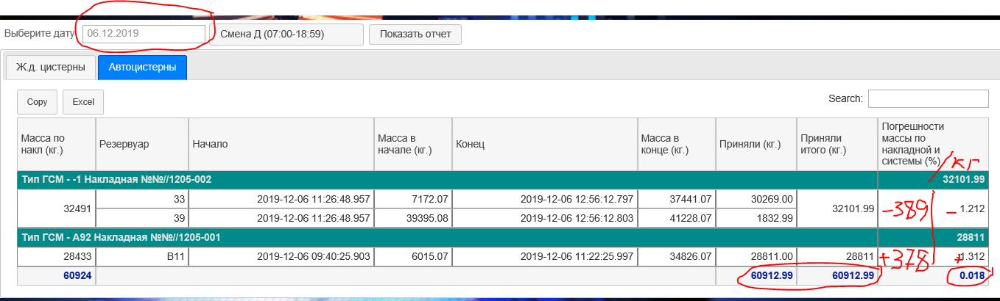 Выберите дату 06.12.2019 Смена Д (07:00-18:59) Показать отчет
Ж.д. цистерны Автоцистерны
Copy Excel Search:
Масса по накл (кг.) Резервуар Начало Масса в начале (кг.) Конец Масса в конце (кг.) Приняли (кг.) Приняли итого (кг.) Погрешности массы по накладной и системы (%) /кг
Тип ГСМ - -1 Накладная №№//1205-002 32101.99
32491 33 2019-12-06 11:26:48.957 7172.07 2019-12-06 12:56:12.797 37441.07 30269.00 32101.99 -389 - 1.212
39 2019-12-06 11:26:48.957 39395.08 2019-12-06 12:56:12.803 41228.07 1832.99
Тип ГСМ - А92 Накладная №№//1205-001 28811
28433 B11 2019-12-06 09:40:25.903 6015.07 2019-12-06 11:22:25.997 34826.07 28811.00 28811 +378 + 1.312
60924 60912.99 60912.99 0.018